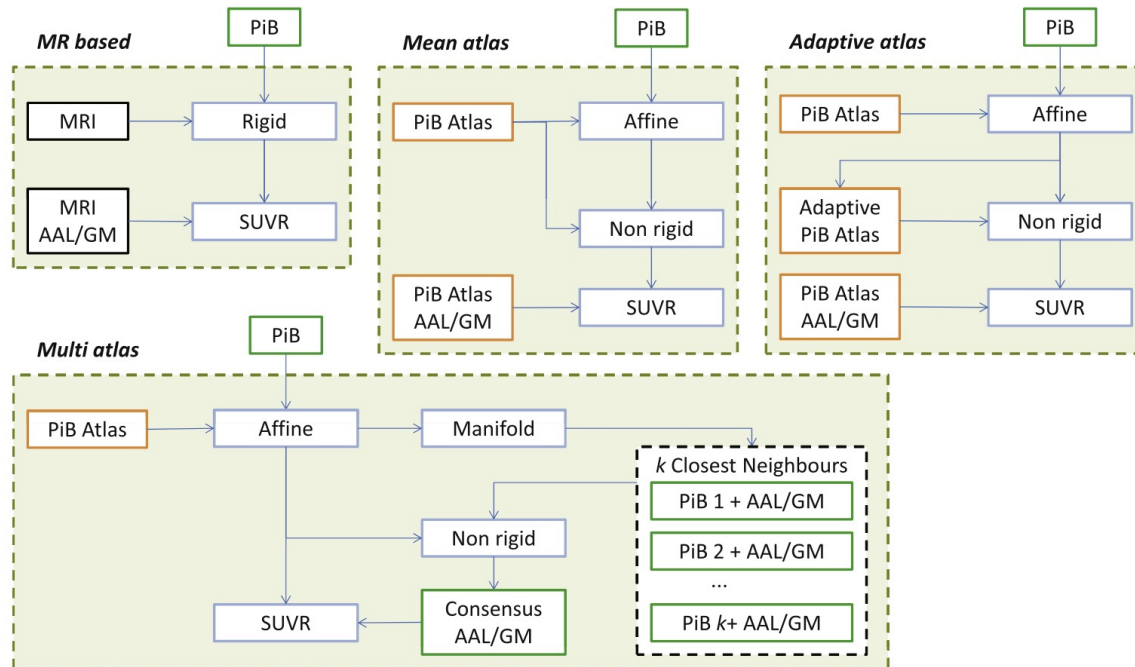 MR based
PiB
MRI
Rigid
MRI
AAL/GM
SUVR
Mean atlas
PiB
PiB Atlas
Affine
Non rigid
PiB Atlas
AAL/GM
SUVR
Adaptive atlas
PiB
PiB Atlas
Affine
Adaptive
PiB Atlas
Non rigid
PiB Atlas
AAL/GM
SUVR
Multi atlas
PiB
PiB Atlas
Affine
Manifold
k Closest Neighbours
PiB 1 + AAL/GM
PiB 2 + AAL/GM
...
PiB k+ AAL/GM
Non rigid
Consensus
AAL/GM
SUVR